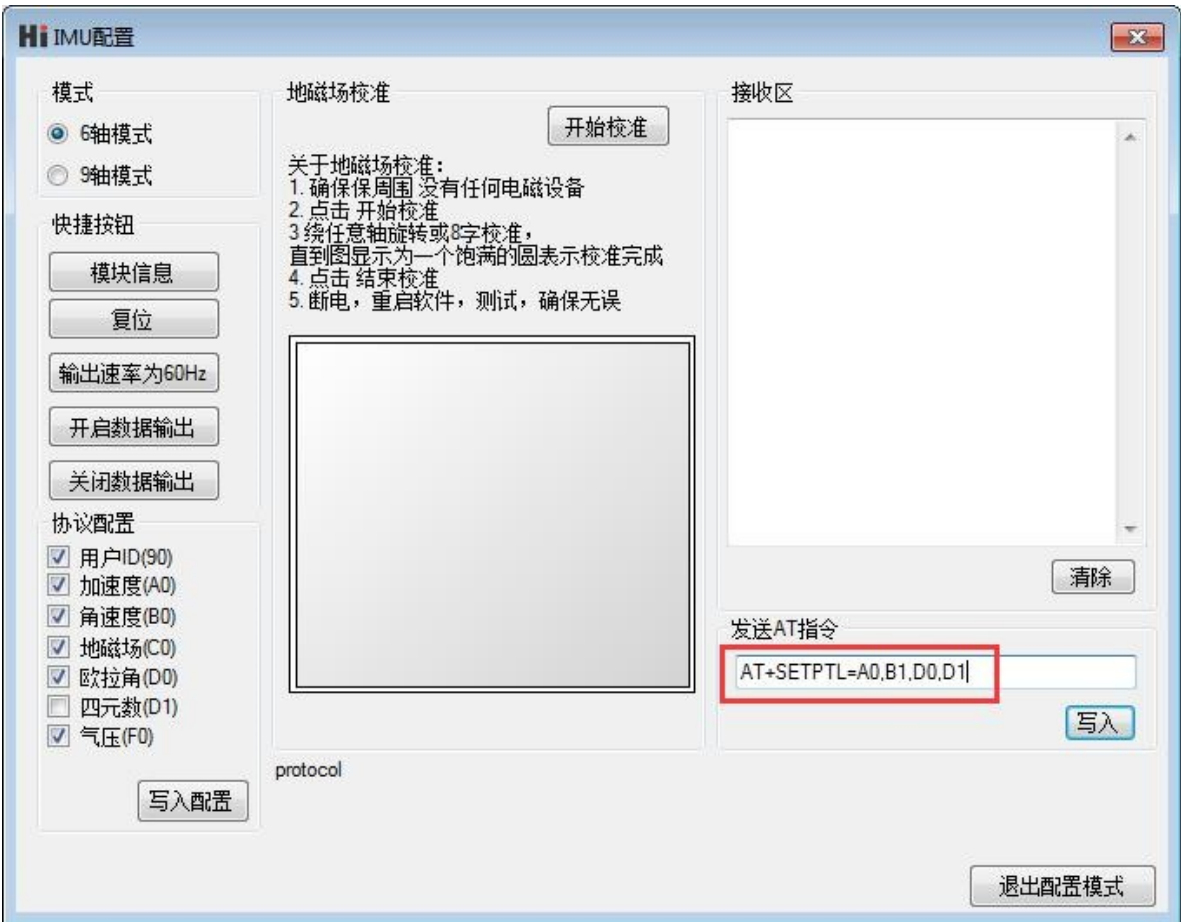 Hi IMU配置
模式
6轴模式
9轴模式
快捷按钮
模块信息
复位
输出速率为60Hz
开启数据输出
关闭数据输出
协议配置
用户ID(90)
加速度(A0)
角速度(B0)
地磁场(C0)
欧拉角(D0)
四元数(D1)
气压(F0)
写入配置
地磁场校准
开始校准
关于地磁场校准：
1. 确保保周围 没有任何电磁设备
2. 点击 开始校准
3 绕任意轴旋转或8字校准，
直到图显示为一个饱满的圆表示校准完成
4. 点击 结束校准
5. 断电，重启软件，测试，确保无误
protocol
接收区
清除
发送AT指令
AT+SETPTL=A0,B1,D0,D1
写入
退出配置模式